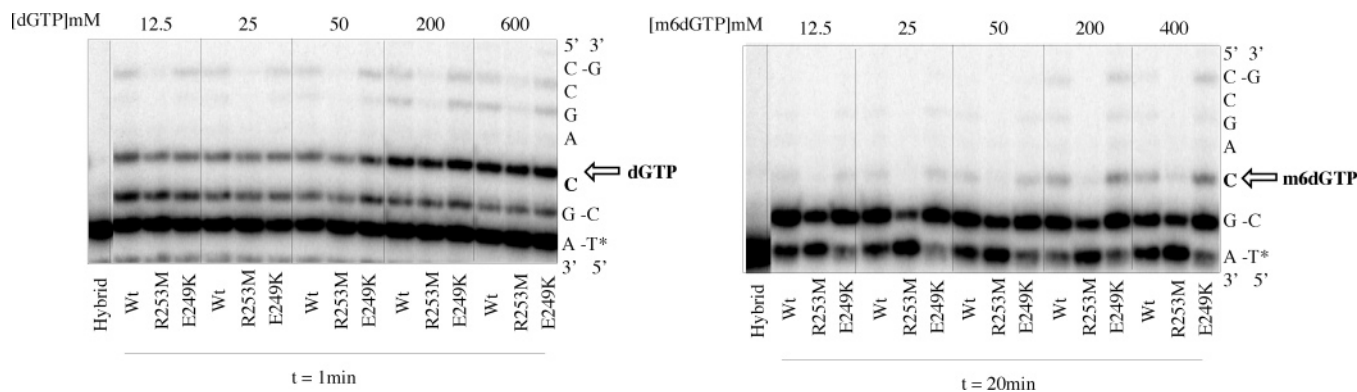 [dGTP]mM 12.5 25 50 200 600
5’ 3’
C -G
C
G
A
C
dGTP
G -C
A -T*
3’ 5’
Hybrid Wt R253M E249K Wt R253M E249K Wt R253M E249K Wt R253M E249K Wt R253M E249K
t = 1min
[m6dGTP]mM 12.5 25 50 200 400
5’ 3’
C -G
C
G
A
C
m6dGTP
G -C
A -T*
3’ 5’
Hybrid Wt R253M E249K Wt R253M E249K Wt R253M E249K Wt R253M E249K Wt R253M E249K
t = 20min